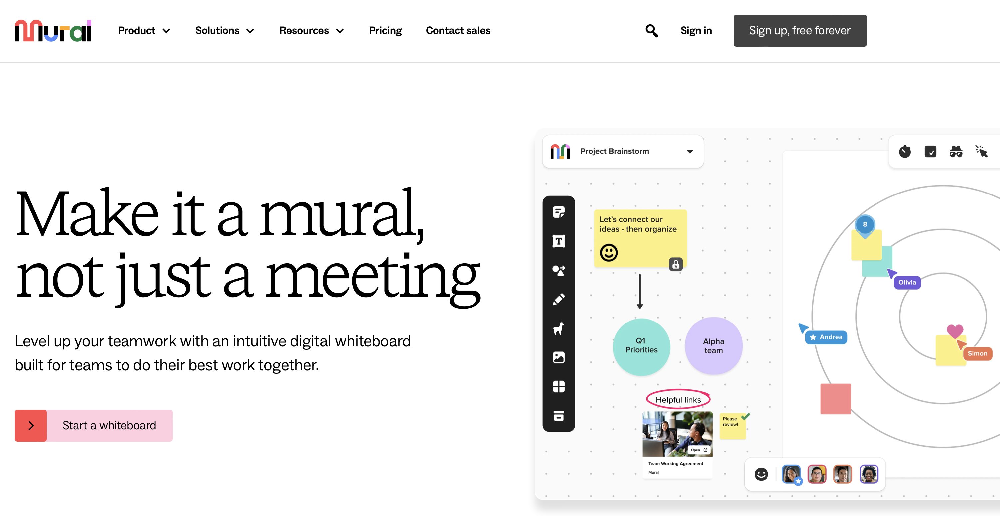 mural
Product
Solutions
Resources
Pricing
Contact sales
Sign in
Sign up, free forever
Make it a mural,
not just a meeting
Level up your teamwork with an intuitive digital whiteboard
built for teams to do their best work together.
Start a whiteboard
Project Brainstorm
T
Let's connect our
ideas - then organize
Q1
Priorities
Alpha
team
Helpful links
Open
Team Working Agreement
Mural
Please
review!
8
Olivia
Andrea
Simon